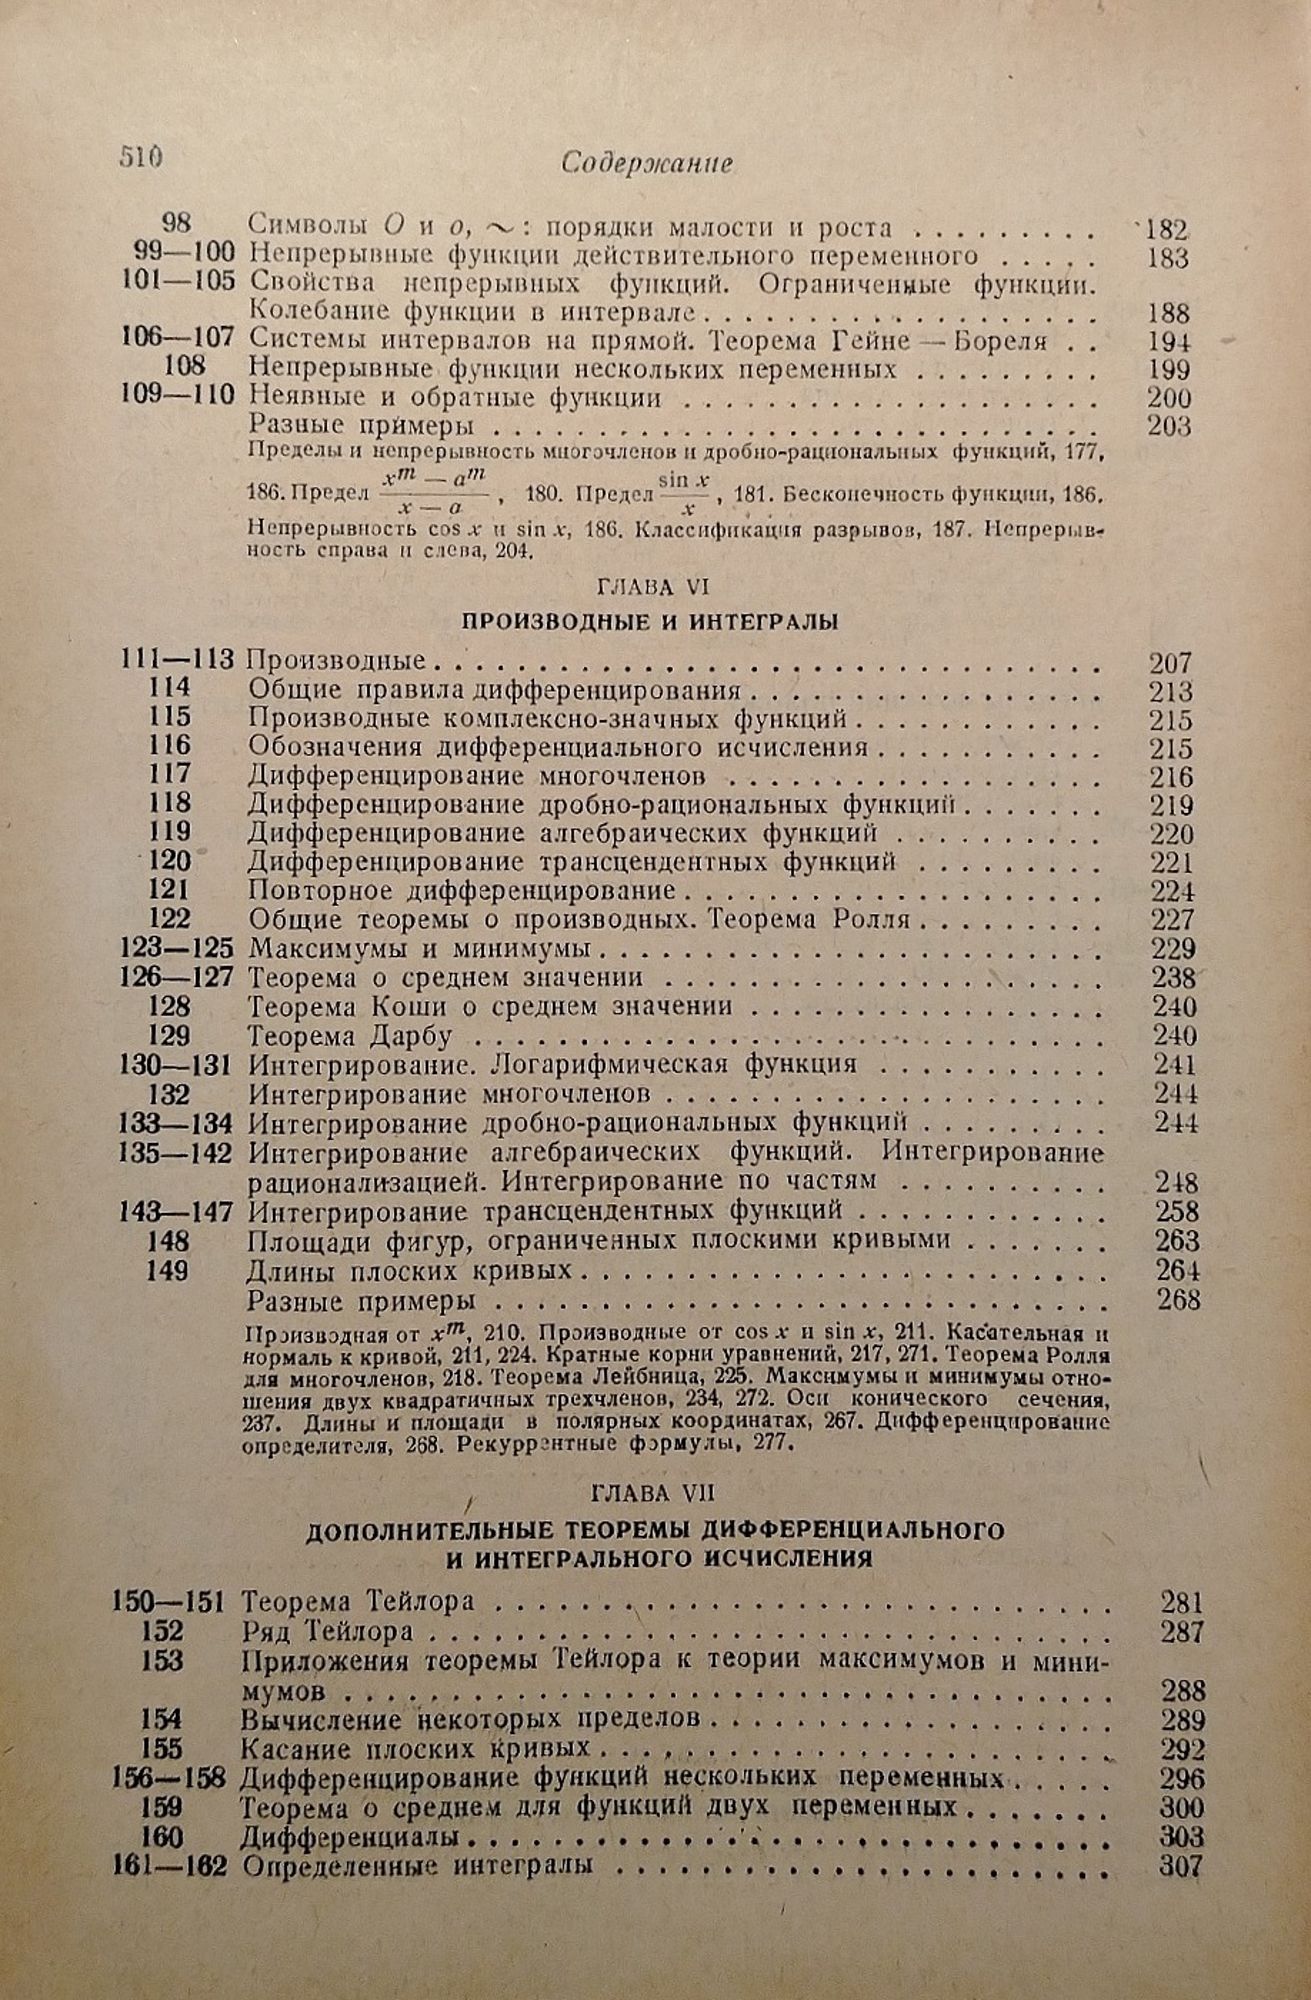 510
Содержание
98 Символы O и o, ~: порядки малости и роста . . . . . . . . . 182
99—100 Непрерывные функции действительного переменного . . . . . 183
101—105 Свойства непрерывных функций. Ограниченные функции.
Колебание функции в интервале . . . . . . . . . . . . . . . . . . . 188
106—107 Системы интервалов на прямой. Теорема Гейне — Бореля . . 194
108 Непрерывные функции нескольких переменных . . . . . . . . . 199
109—110 Неявные и обратные функции . . . . . . . . . . . . . . . . . . . . 200
Разные примеры . . . . . . . . . . . . . . . . . . . . . . . . . . . . . 203
Пределы и непрерывность многочленов и дробно-рациональных функций, 177,
186. Предел (x^m — a^m)/(x — a), 180. Предел (sin x)/x, 181. Бесконечность функции, 186.
Непрерывность cos x и sin x, 186. Классификация разрывов, 187. Непрерыв-
ность справа и слева, 204.
ГЛАВА VI
ПРОИЗВОДНЫЕ И ИНТЕГРАЛЫ
111—113 Производные . . . . . . . . . . . . . . . . . . . . . . . . . . . . . . . . 207
114 Общие правила дифференцирования . . . . . . . . . . . . . . . . . 213
115 Производные комплексно-значных функций . . . . . . . . . . . . 215
116 Обозначения дифференциального исчисления . . . . . . . . . . . 215
117 Дифференцирование многочленов . . . . . . . . . . . . . . . . . . 216
118 Дифференцирование дробно-рациональных функций . . . . . . . 219
119 Дифференцирование алгебраических функций . . . . . . . . . . 220
120 Дифференцирование трансцендентных функций . . . . . . . . . 221
121 Повторное дифференцирование . . . . . . . . . . . . . . . . . . . . 224
122 Общие теоремы о производных. Теорема Ролля . . . . . . . . . 227
123—125 Максимумы и минимумы . . . . . . . . . . . . . . . . . . . . . . . . 229
126—127 Теорема о среднем значении . . . . . . . . . . . . . . . . . . . . . 238
128 Теорема Коши о среднем значении . . . . . . . . . . . . . . . . . 240
129 Теорема Дарбу . . . . . . . . . . . . . . . . . . . . . . . . . . . . . . 240
130—131 Интегрирование. Логарифмическая функция . . . . . . . . . . . 241
132 Интегрирование многочленов . . . . . . . . . . . . . . . . . . . . . 244
133—134 Интегрирование дробно-рациональных функций . . . . . . . . . 244
135—142 Интегрирование алгебраических функций. Интегрирование
рационализацией. Интегрирование по частям . . . . . . . . . . 248
143—147 Интегрирование трансцендентных функций . . . . . . . . . . . . 258
148 Площади фигур, ограниченных плоскими кривыми . . . . . . . 263
149 Длины плоских кривых . . . . . . . . . . . . . . . . . . . . . . . . . 264
Разные примеры . . . . . . . . . . . . . . . . . . . . . . . . . . . . . 268
Производная от x^m, 210. Производные от cos x и sin x, 211. Касательная и
нормаль к кривой, 211, 224. Кратные корни уравнений, 217, 271. Теорема Ролля
для многочленов, 218. Теорема Лейбница, 225. Максимумы и минимумы отно-
шения двух квадратичных трехчленов, 234, 272. Оси конического сечения,
237. Длины и площади в полярных координатах, 267. Дифференцирование
определителя, 268. Рекуррентные формулы, 277.
ГЛАВА VII
ДОПОЛНИТЕЛЬНЫЕ ТЕОРЕМЫ ДИФФЕРЕНЦИАЛЬНОГО
И ИНТЕГРАЛЬНОГО ИСЧИСЛЕНИЯ
150—151 Теорема Тейлора . . . . . . . . . . . . . . . . . . . . . . . . . . . . . 281
152 Ряд Тейлора . . . . . . . . . . . . . . . . . . . . . . . . . . . . . . . . 287
153 Приложения теоремы Тейлора к теории максимумов и мини-
мумов . . . . . . . . . . . . . . . . . . . . . . . . . . . . . . . . . . . . 288
154 Вычисление некоторых пределов . . . . . . . . . . . . . . . . . . . 289
155 Касание плоских кривых . . . . . . . . . . . . . . . . . . . . . . . . 292
156—158 Дифференцирование функций нескольких переменных . . . . . 296
159 Теорема о среднем для функций двух переменных . . . . . . . 300
160 Дифференциалы . . . . . . . . . . . . . . . . . . . . . . . . . . . . . . 303
161—162 Определенные интегралы . . . . . . . . . . . . . . . . . . . . . . . 307